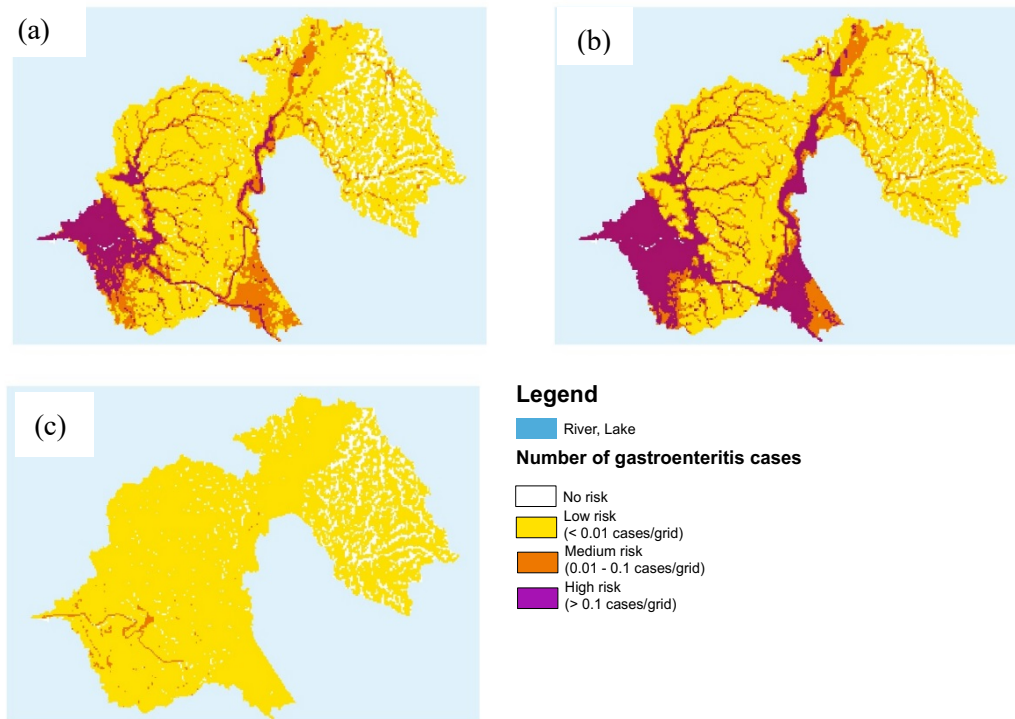 (a)
(b)
(c)
Legend
River, Lake
Number of gastroenteritis cases
No risk
Low risk
(< 0.01 cases/grid)
Medium risk
(0.01 - 0.1 cases/grid)
High risk
(> 0.1 cases/grid)